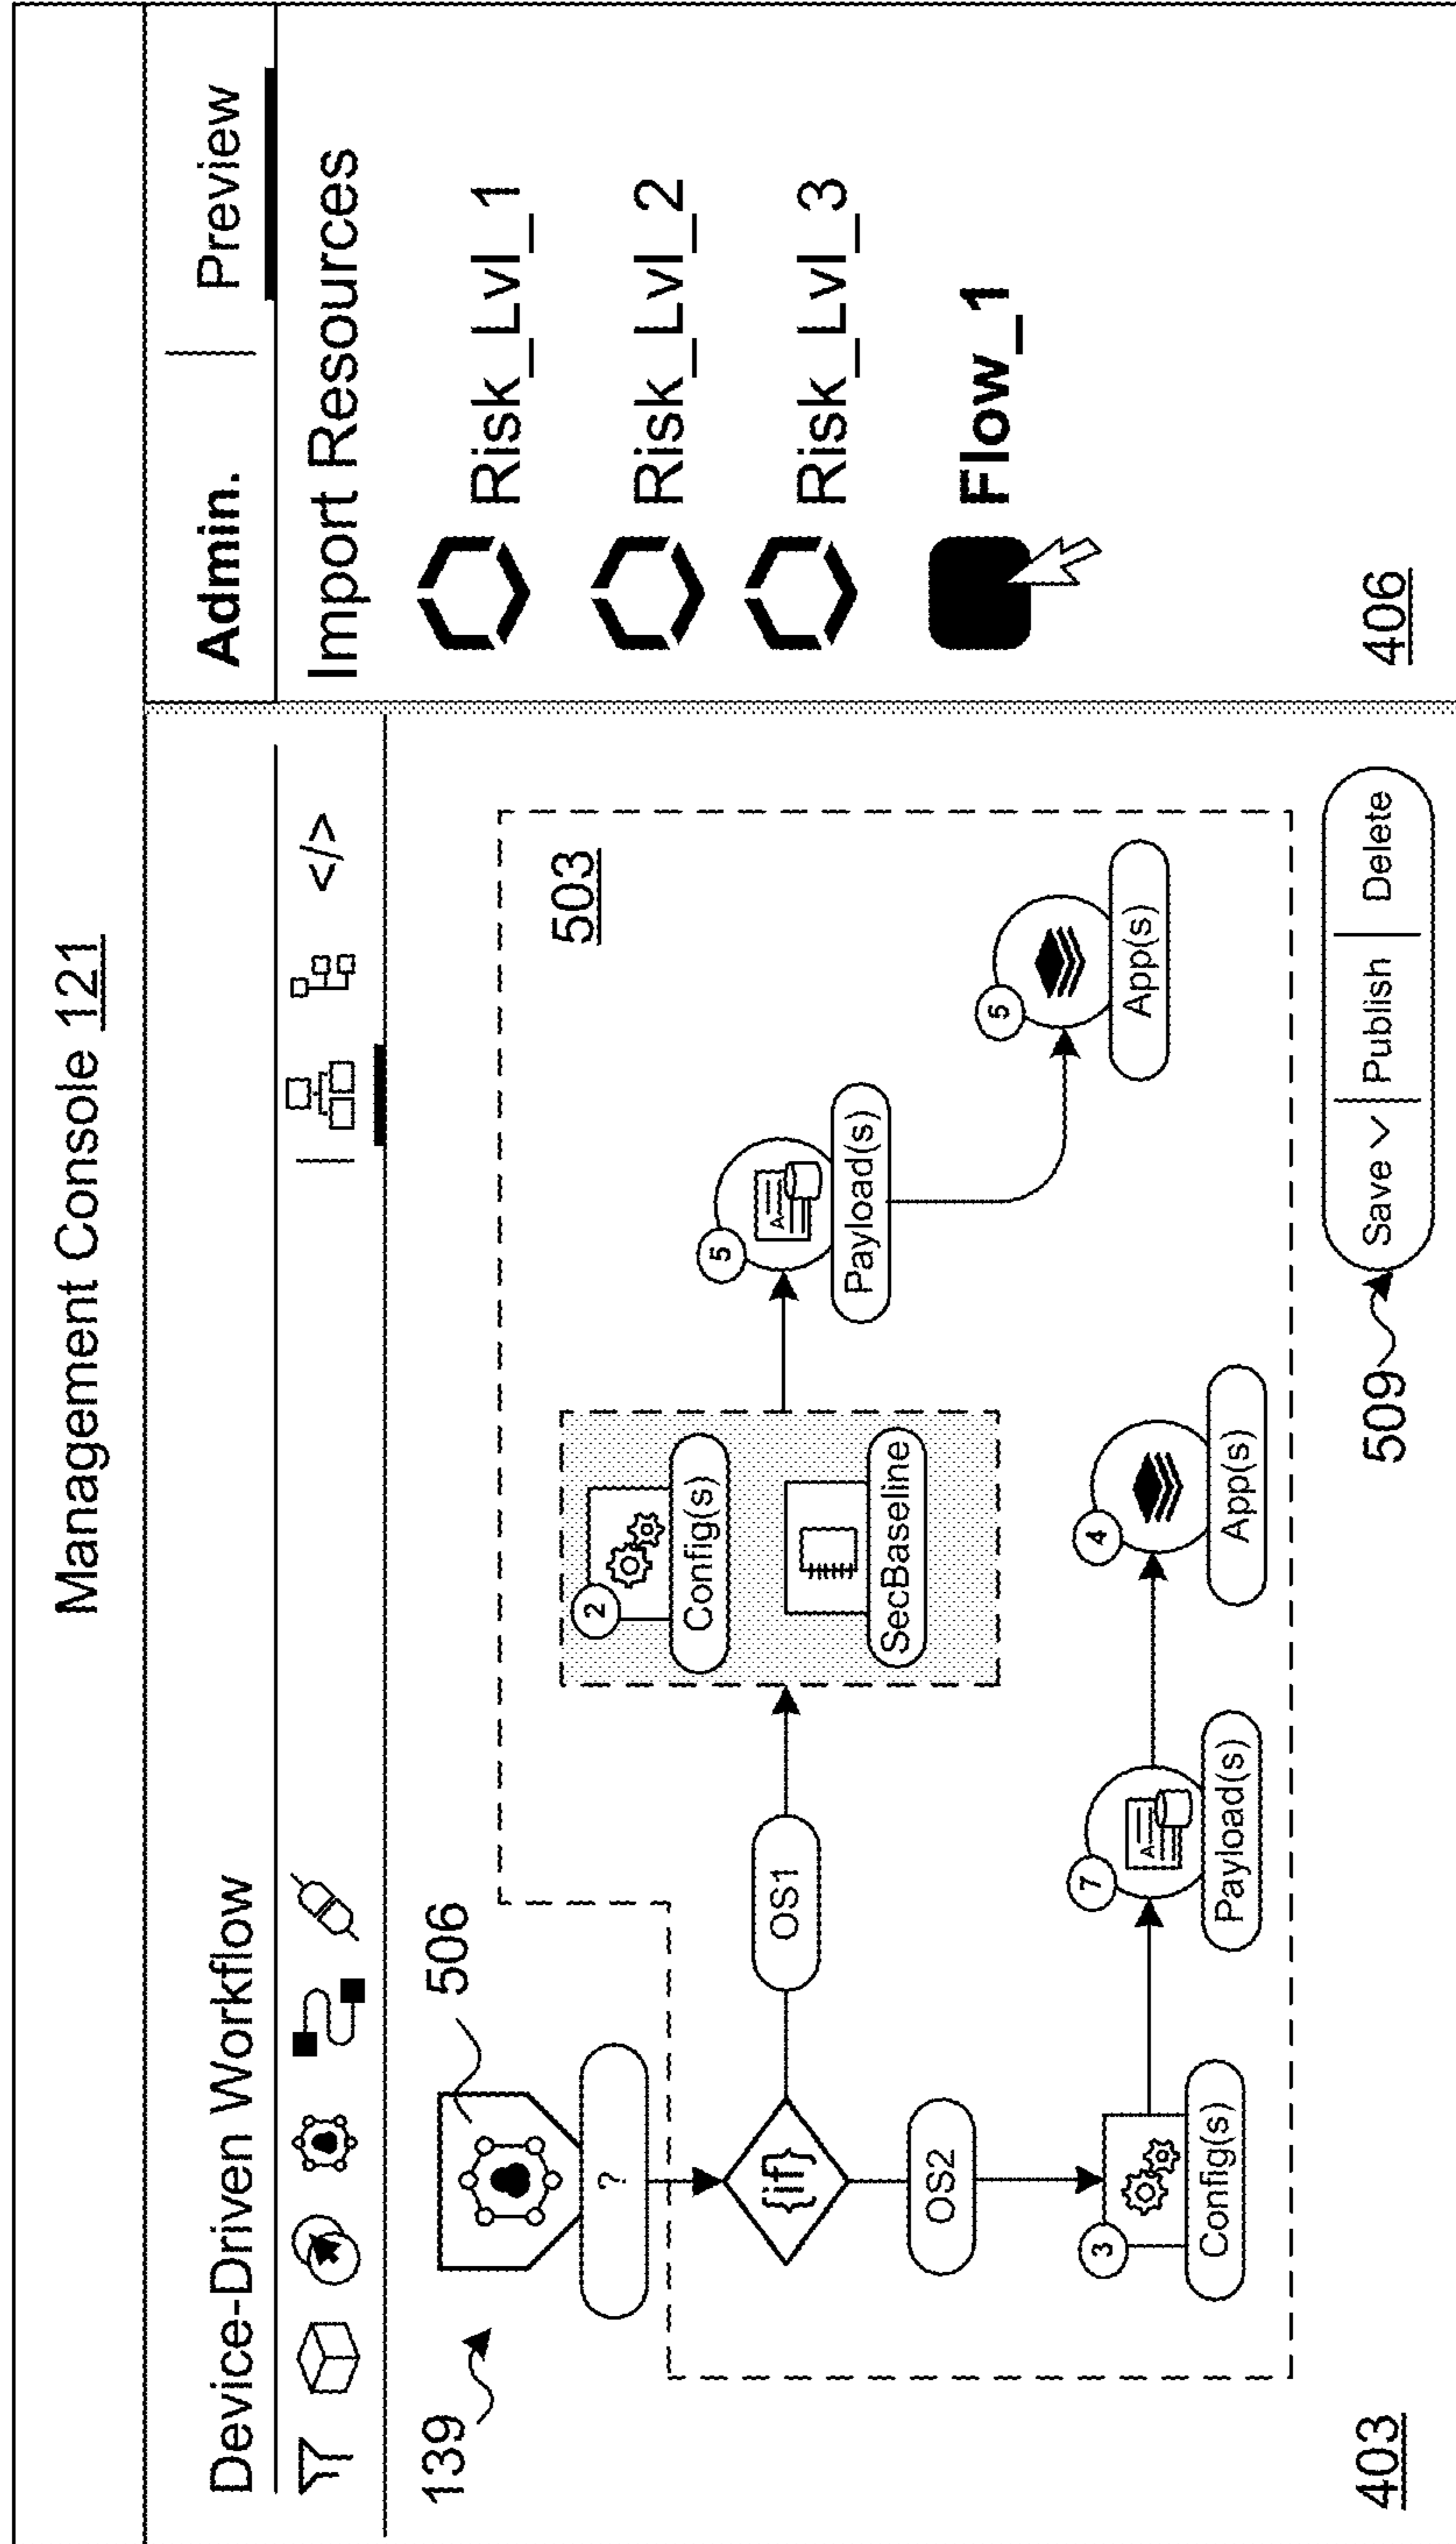 Management Console 121
Device-Driven Workflow
Admin. | Preview
</>
Import Resources
139
506
?
503
Risk_Lvl_1
Risk_Lvl_2
Risk_Lvl_3
Flow_1
{if}
OS1
OS2
2
Config(s)
SecBaseline
5
A
Payload(s)
5
App(s)
3
Config(s)
7
A
Payload(s)
4
App(s)
403
509
Save | Publish | Delete
406